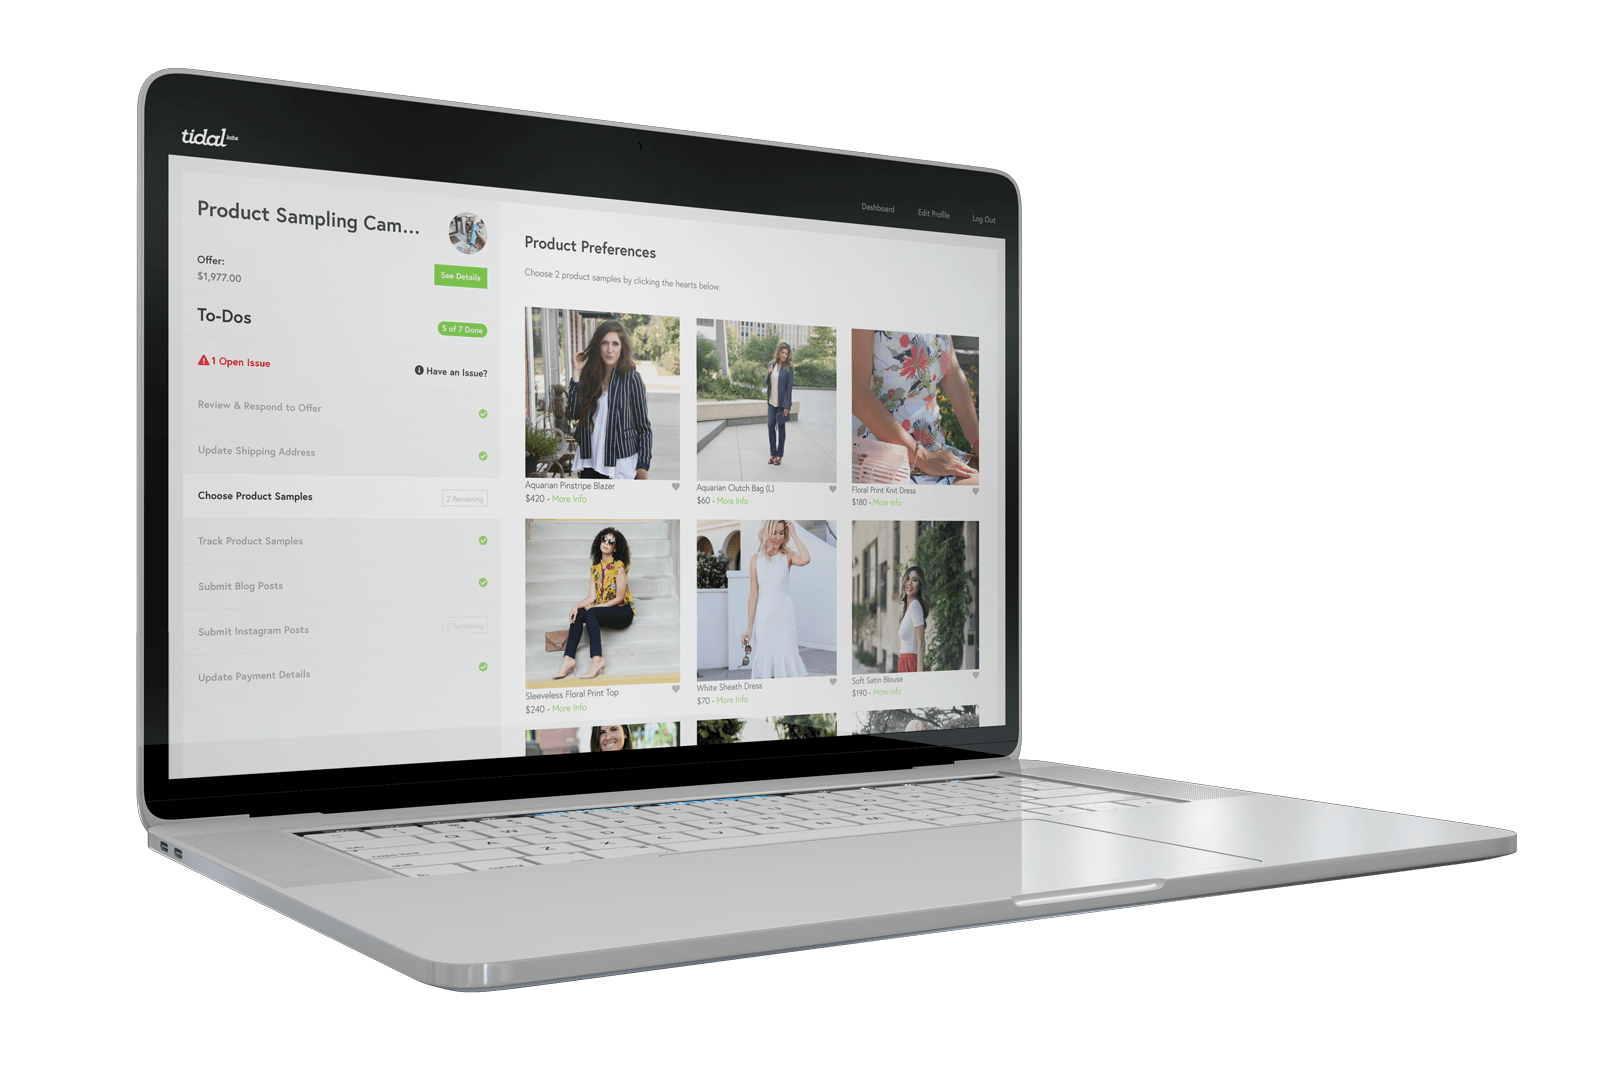 tidal labs
Dashboard
Edit Profile
Log Out
Product Sampling Cam...
Offer:
$1,977.00
See Details
To-Dos
5 of 7 Done
1 Open Issue
Have an Issue?
Review & Respond to Offer
Update Shipping Address
Choose Product Samples
2 Remaining
Track Product Samples
Submit Blog Posts
Submit Instagram Posts
2 Remaining
Update Payment Details
Product Preferences
Choose 2 product samples by clicking the hearts below.
Aquarian Pinstripe Blazer
$420 - More Info
Aquarian Clutch Bag (L)
$60 - More Info
Floral Print Knit Dress
$180 - More Info
Sleeveless Floral Print Top
$240 - More Info
White Sheath Dress
$70 - More Info
Soft Satin Blouse
$190 - More Info